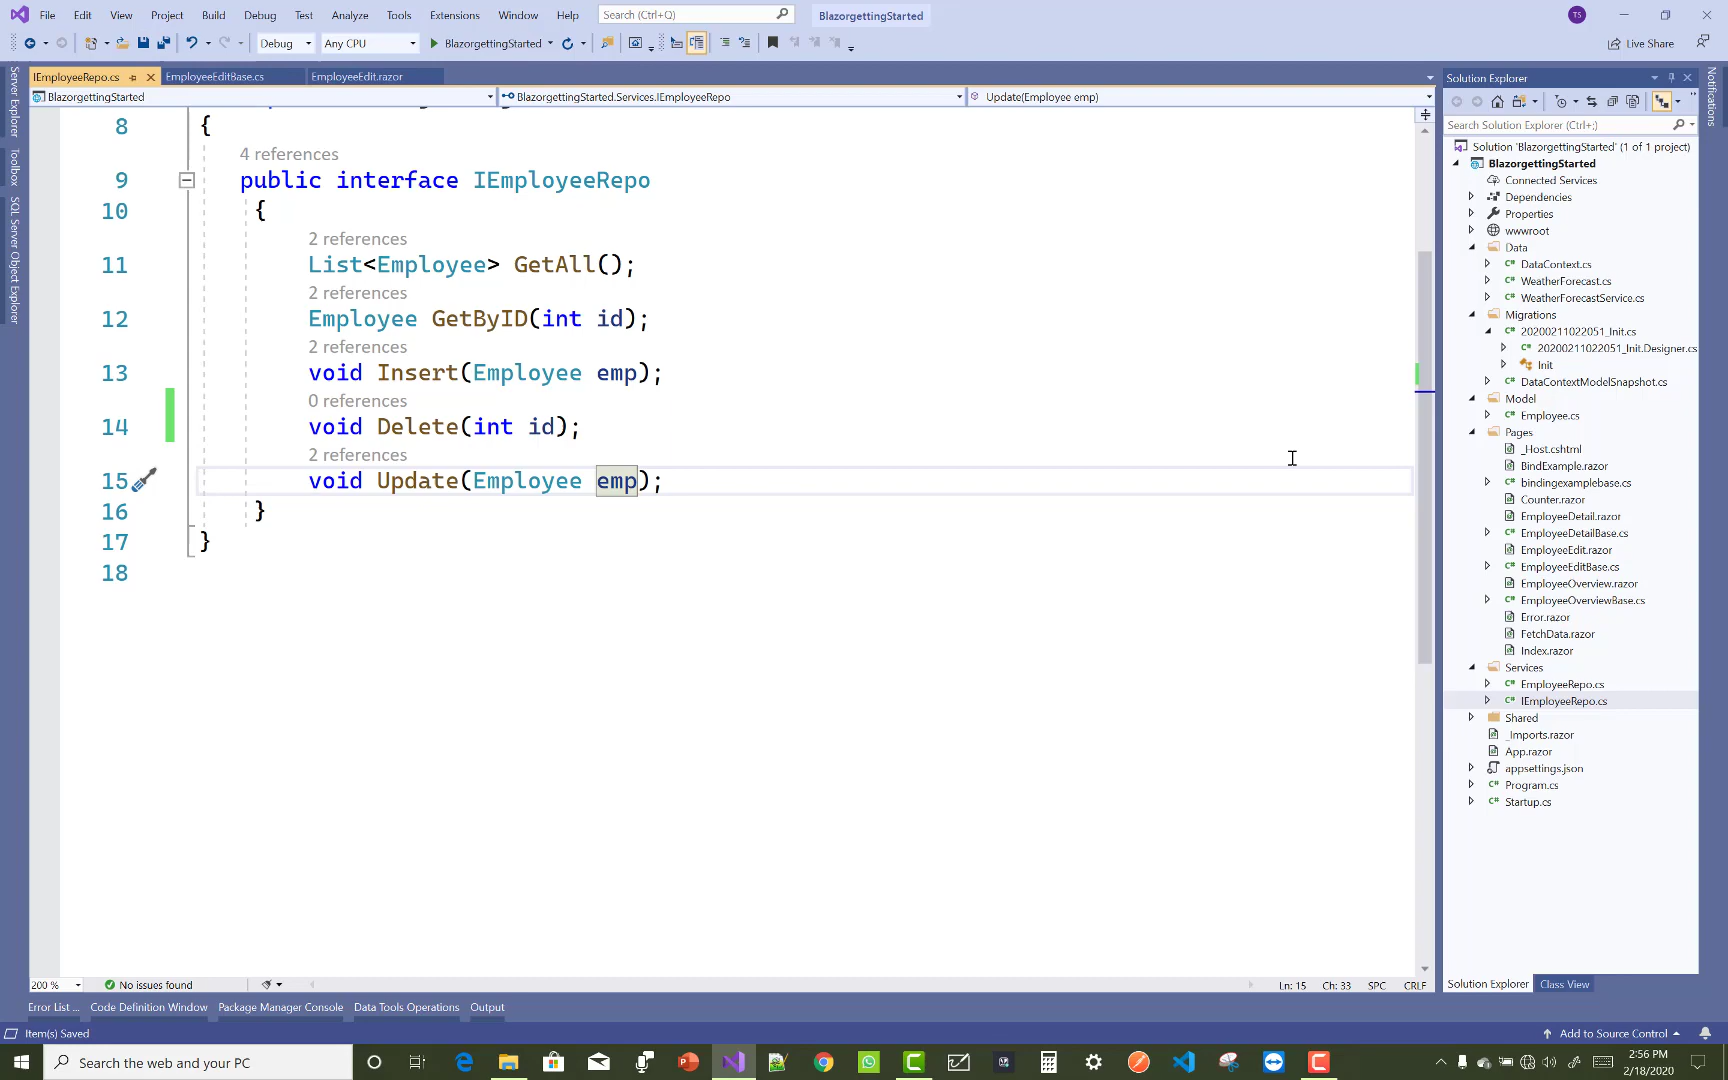 File Edit View Project Build Debug Test Analyze Tools Extensions Window Help Search (Ctrl+Q) BlazorgettingStarted TS
Debug Any CPU BlazorgettingStarted Live Share
IEmployeeRepo.cs EmployeeEditBase.cs EmployeeEdit.razor
BlazorgettingStarted BlazorgettingStarted.Services.IEmployeeRepo Update(Employee emp)
Server Explorer
Toolbox
SQL Server Object Explorer
8 {
4 references
9 public interface IEmployeeRepo
10 {
2 references
11 List<Employee> GetAll();
2 references
12 Employee GetByID(int id);
2 references
13 void Insert(Employee emp);
0 references
14 void Delete(int id);
2 references
15 void Update(Employee emp);
16 }
17 }
18
200 % No issues found Ln: 15 Ch: 33 SPC CRLF
Solution Explorer
Search Solution Explorer (Ctrl+;)
Solution 'BlazorgettingStarted' (1 of 1 project)
BlazorgettingStarted
Connected Services
Dependencies
Properties
wwwroot
Data
C# DataContext.cs
C# WeatherForecast.cs
C# WeatherForecastService.cs
Migrations
C# 20200211022051_Init.cs
C# 20200211022051_Init.Designer.cs
Init
C# DataContextModelSnapshot.cs
Model
C# Employee.cs
Pages
_Host.cshtml
BindExample.razor
C# bindingexamplebase.cs
Counter.razor
EmployeeDetail.razor
C# EmployeeDetailBase.cs
EmployeeEdit.razor
C# EmployeeEditBase.cs
EmployeeOverview.razor
C# EmployeeOverviewBase.cs
Error.razor
FetchData.razor
Index.razor
Services
C# EmployeeRepo.cs
C# IEmployeeRepo.cs
Shared
_Imports.razor
App.razor
appsettings.json
C# Program.cs
C# Startup.cs
Solution Explorer Class View
Notifications
Error List ... Code Definition Window Package Manager Console Data Tools Operations Output
Item(s) Saved Add to Source Control
Search the web and your PC
2:56 PM
2/18/2020